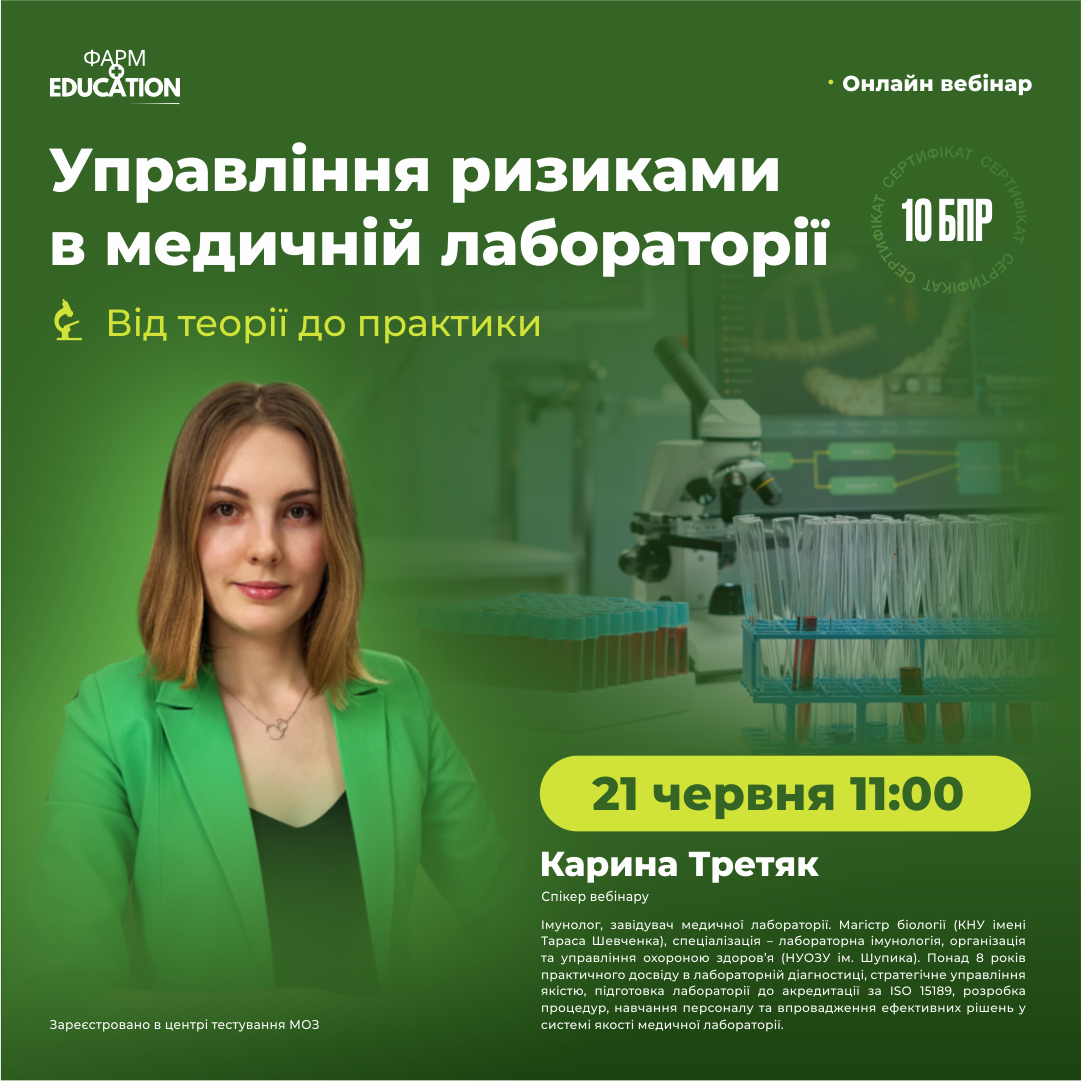 ФАРМ
EDUCATION
• Онлайн вебінар
Управління ризиками
в медичній лабораторії
СЕРТИФІКАТ СЕРТИФІКАТ СЕРТИФІКАТ СЕРТИФІКАТ
10 БПР
Від теорії до практики
21 червня 11:00
Карина Третяк
Спікер вебінару
Імунолог, завідувач медичної лабораторії. Магістр біології (КНУ імені
Тараса Шевченка), спеціалізація – лабораторна імунологія, організація
та управління охороною здоров’я (НУОЗУ ім. Шупика). Понад 8 років
практичного досвіду в лабораторній діагностиці, стратегічне управління
якістю, підготовка лабораторії до акредитації за ISO 15189, розробка
процедур, навчання персоналу та впровадження ефективних рішень у
системі якості медичної лабораторії.
Зареєстровано в центрі тестування МОЗ